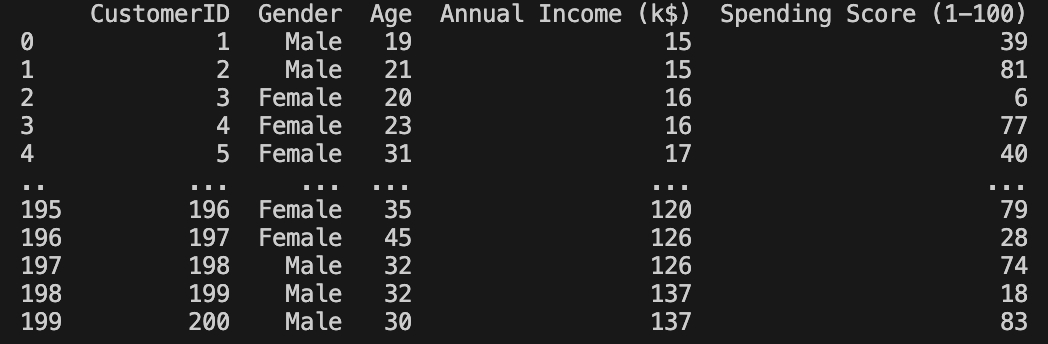 CustomerID Gender Age Annual Income (k$) Spending Score (1-100)
0 1 Male 19 15 39
1 2 Male 21 15 81
2 3 Female 20 16 6
3 4 Female 23 16 77
4 5 Female 31 17 40
.. ... ... ... ... ...
195 196 Female 35 120 79
196 197 Female 45 126 28
197 198 Male 32 126 74
198 199 Male 32 137 18
199 200 Male 30 137 83